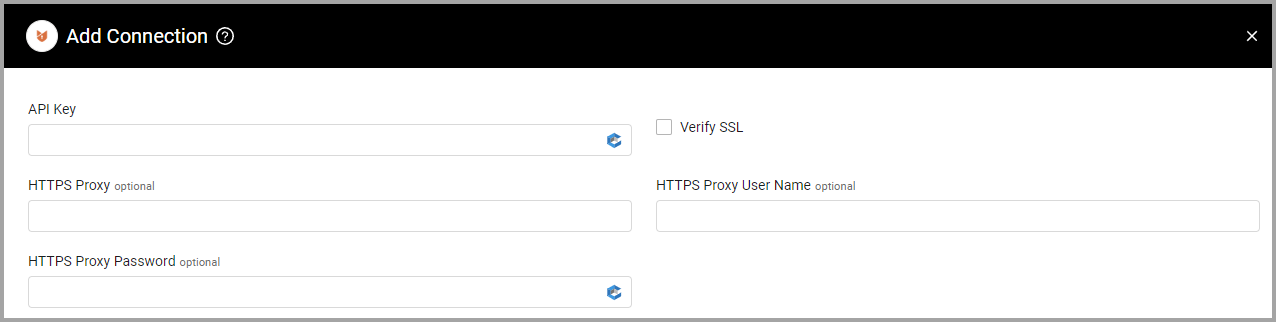 Add Connection ?
API Key
Verify SSL
HTTPS Proxy optional
HTTPS Proxy User Name optional
HTTPS Proxy Password optional